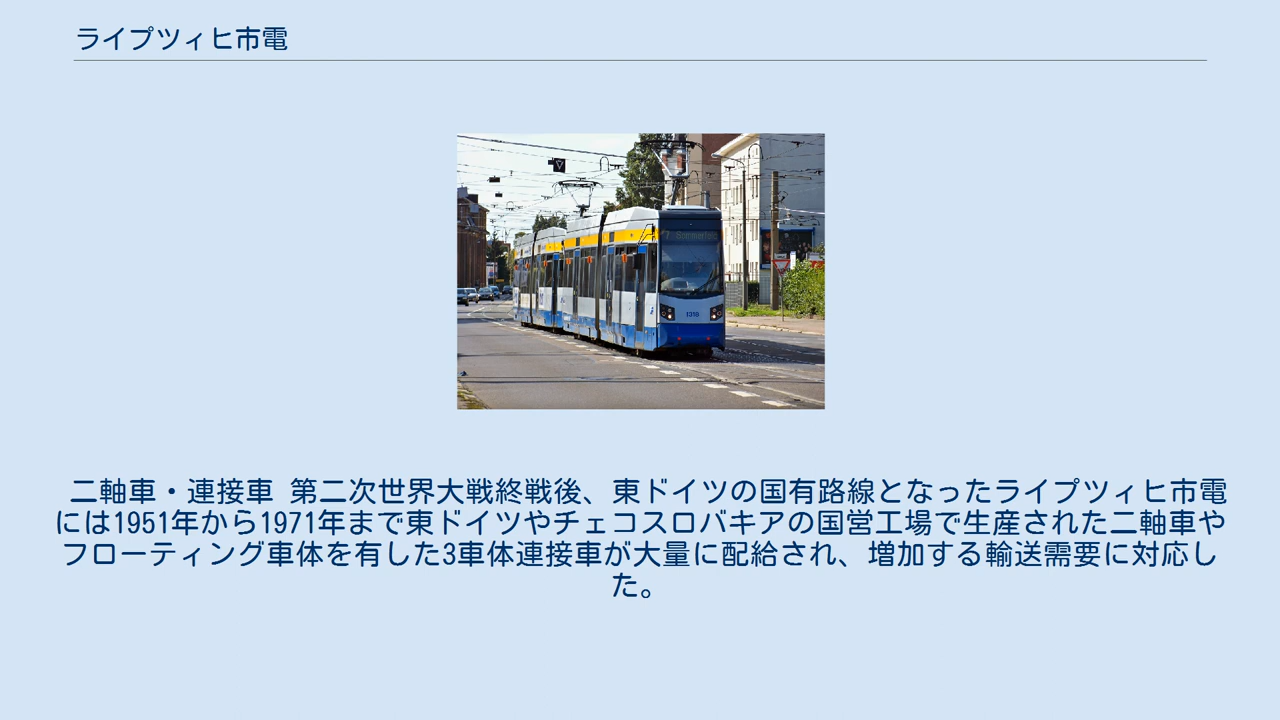 ライプツィヒ市電
7 Sommerfeld
1318
二軸車・連接車 第二次世界大戦終戦後、東ドイツの国有路線となったライプツィヒ市電
には1951年から1971年まで東ドイツやチェコスロバキアの国営工場で生産された二軸車や
フローティング車体を有した3車体連接車が大量に配給され、増加する輸送需要に対応し
た。